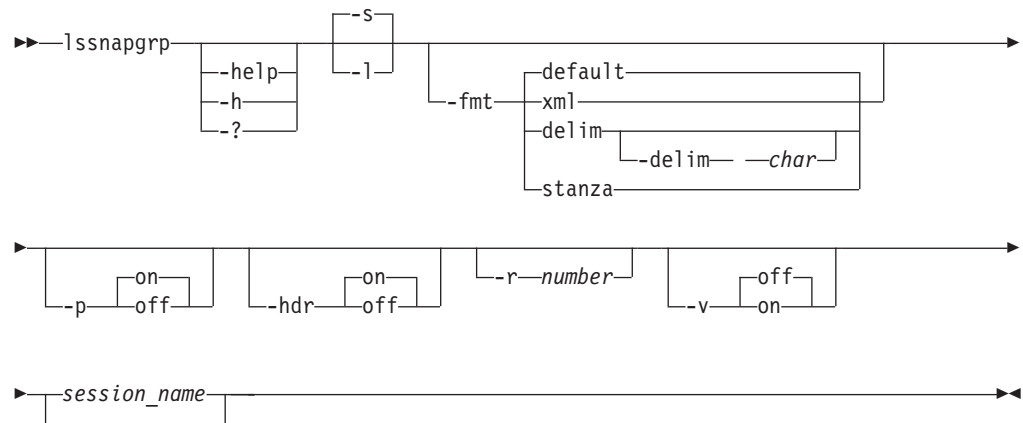 -s
lssnapgrp
-help -l default
-h -fmt xml
-? delim
-delim char
stanza
on on -r number off
-p off -hdr off -v on
session_name